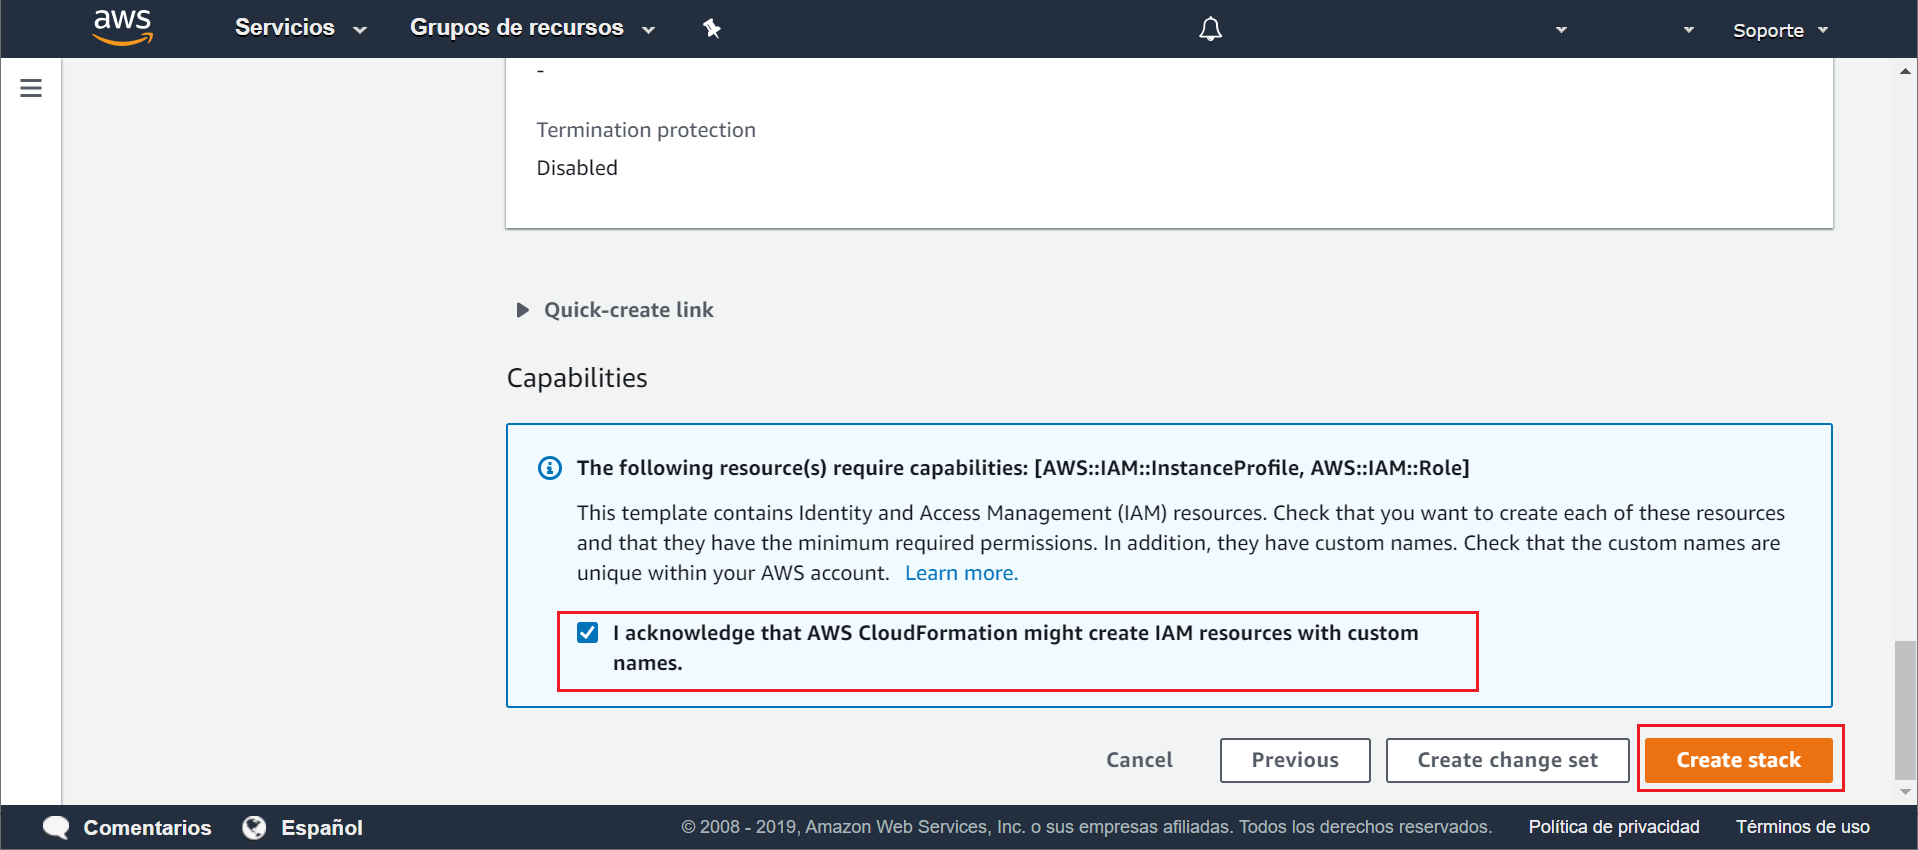 aws Servicios Grupos de recursos Soporte
-
Termination protection
Disabled
Quick-create link
Capabilities
The following resource(s) require capabilities: [AWS::IAM::InstanceProfile, AWS::IAM::Role]
This template contains Identity and Access Management (IAM) resources. Check that you want to create each of these resources
and that they have the minimum required permissions. In addition, they have custom names. Check that the custom names are
unique within your AWS account. Learn more.
I acknowledge that AWS CloudFormation might create IAM resources with custom
names.
Cancel Previous Create change set Create stack
Comentarios Español © 2008 - 2019, Amazon Web Services, Inc. o sus empresas afiliadas. Todos los derechos reservados. Política de privacidad Términos de uso